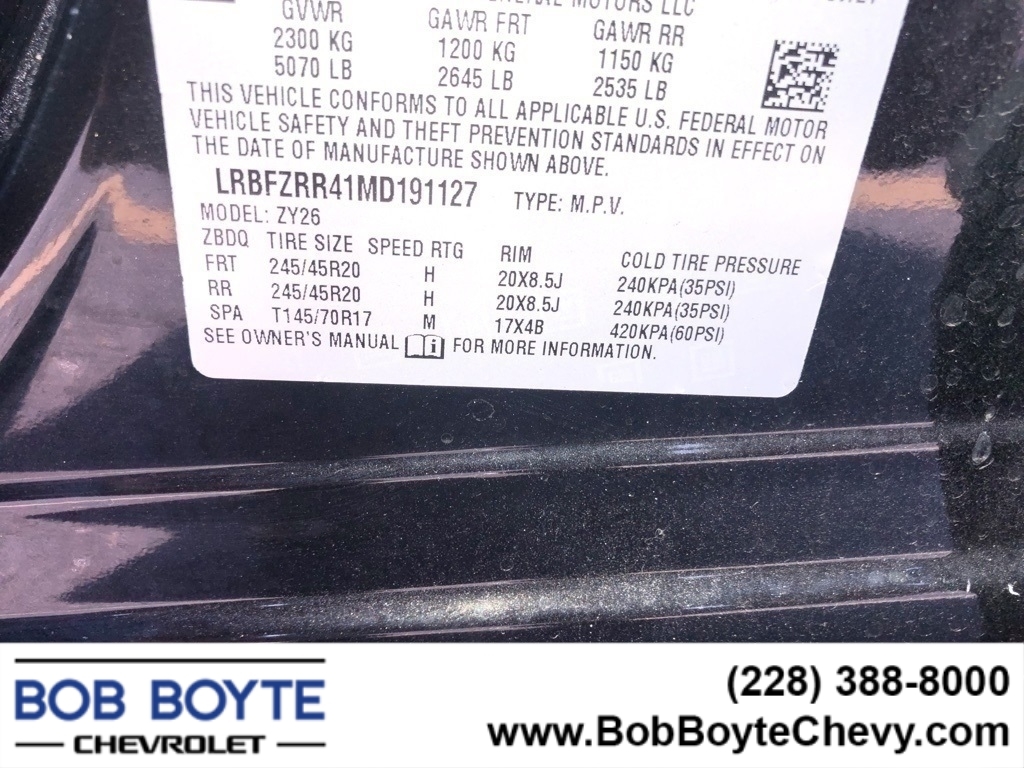 GENERAL MOTORS LLC
GVWR GAWR FRT GAWR RR
2300 KG 1200 KG 1150 KG
5070 LB 2645 LB 2535 LB
THIS VEHICLE CONFORMS TO ALL APPLICABLE U.S. FEDERAL MOTOR
VEHICLE SAFETY AND THEFT PREVENTION STANDARDS IN EFFECT ON
THE DATE OF MANUFACTURE SHOWN ABOVE.
LRBFZRR41MD191127 TYPE: M.P.V.
MODEL: ZY26
ZBDQ TIRE SIZE SPEED RTG RIM COLD TIRE PRESSURE
FRT 245/45R20 H 20X8.5J 240KPA(35PSI)
RR 245/45R20 H 20X8.5J 240KPA(35PSI)
SPA T145/70R17 M 17X4B 420KPA(60PSI)
SEE OWNER'S MANUAL i FOR MORE INFORMATION.
BOB BOYTE
CHEVROLET
(228) 388-8000
www.BobBoyteChevy.com